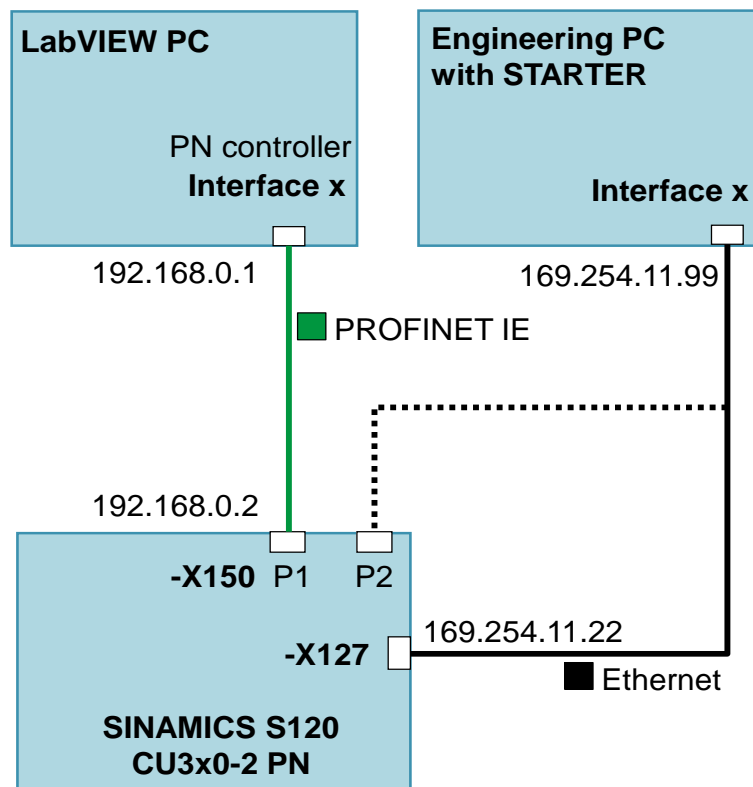 LabVIEW PC
PN controller
Interface x
Engineering PC
with STARTER
Interface x
192.168.0.1
169.254.11.99
PROFINET IE
192.168.0.2
-X150 P1 P2
-X127
169.254.11.22
Ethernet
SINAMICS S120
CU3x0-2 PN